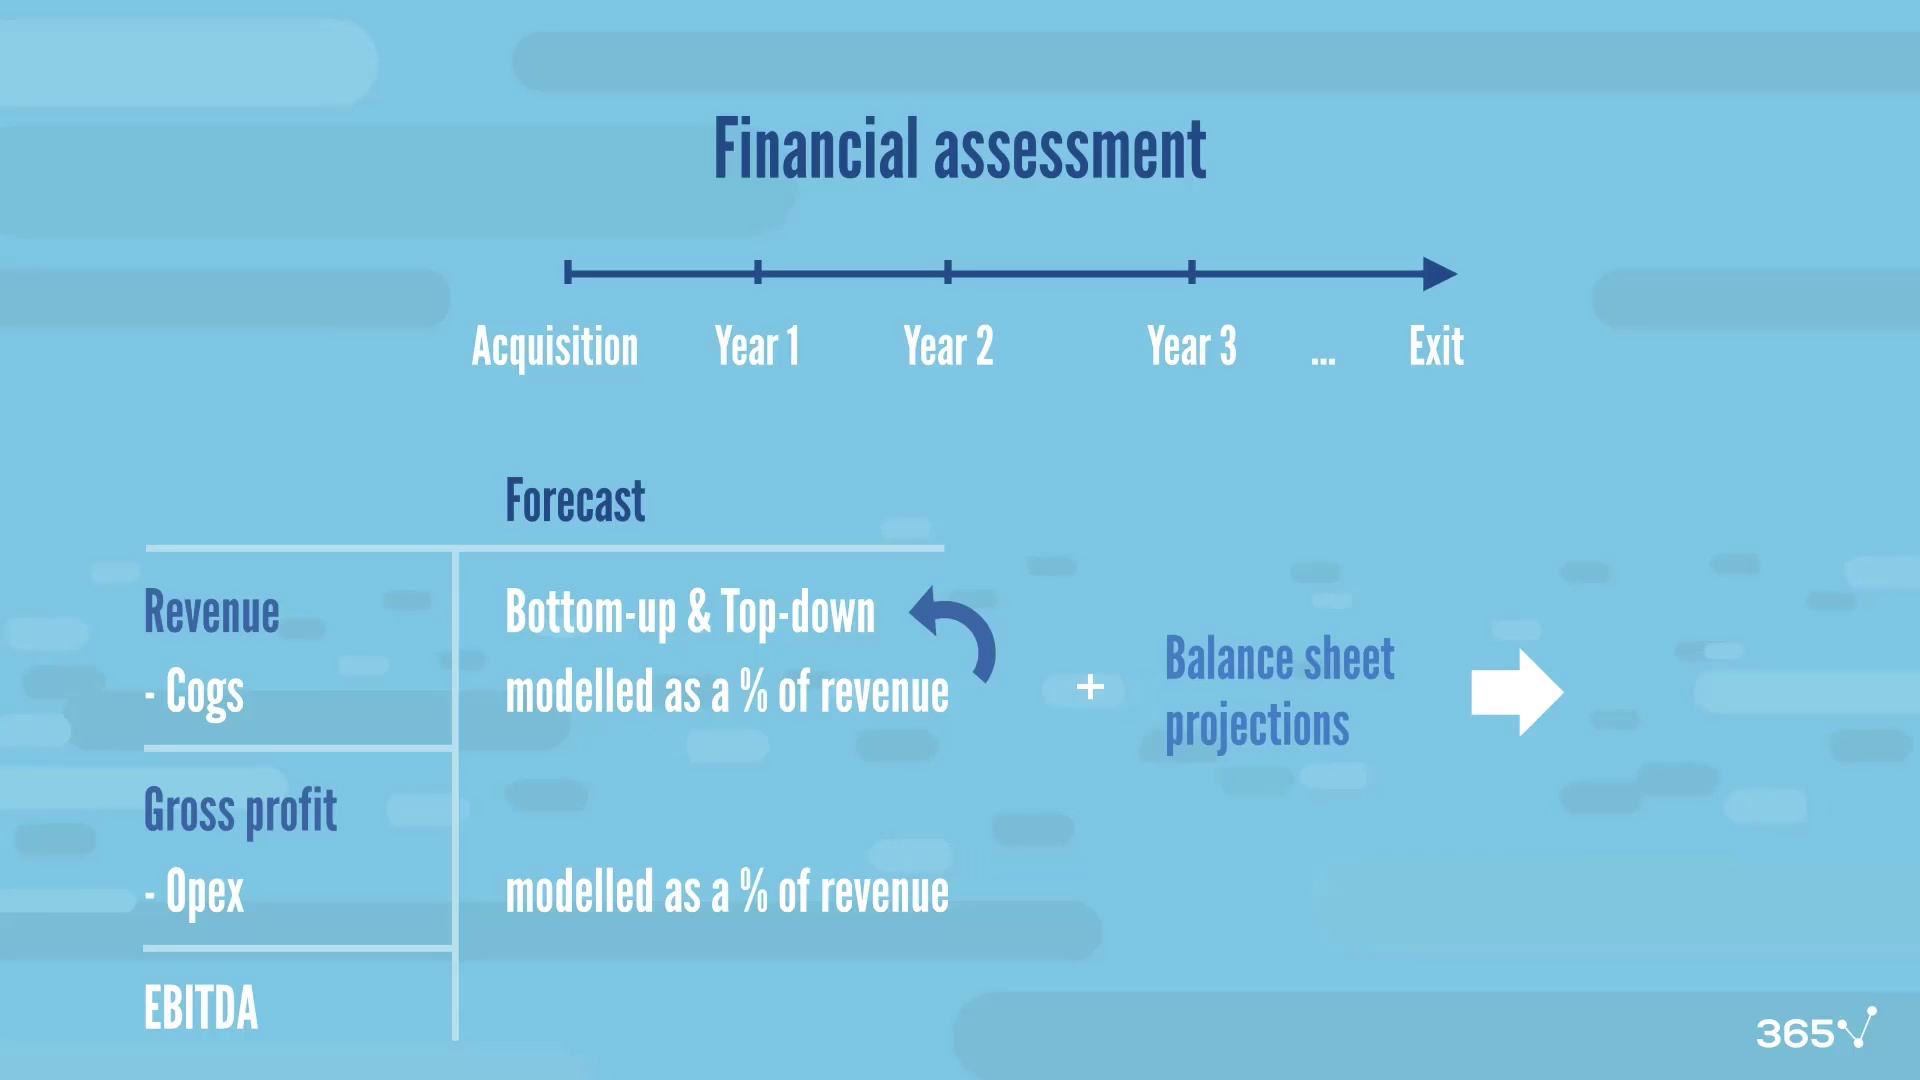 Financial assessment
Acquisition Year 1 Year 2 Year 3 ... Exit
Forecast
Revenue Bottom-up & Top-down
- Cogs modelled as a % of revenue
+
Balance sheet
projections
Gross profit
- Opex modelled as a % of revenue
EBITDA
365